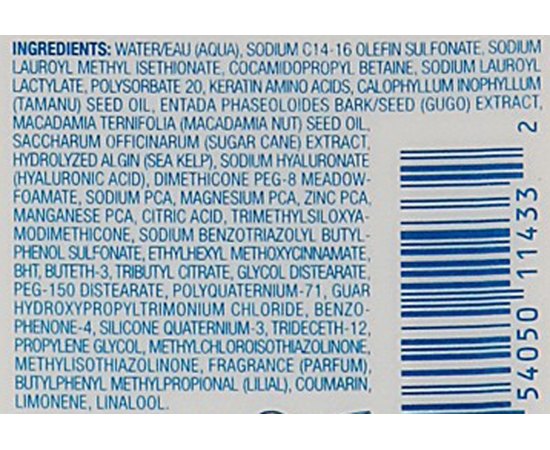 INGREDIENTS: WATER/EAU (AQUA), SODIUM C14-16 OLEFIN SULFONATE, SODIUM
LAUROYL METHYL ISETHIONATE, COCAMIDOPROPYL BETAINE, SODIUM LAUROYL
LACTYLATE, POLYSORBATE 20, KERATIN AMINO ACIDS, CALOPHYLLUM INOPHYLLUM
(TAMANU) SEED OIL, ENTADA PHASEOLOIDES BARK/SEED (GUGO) EXTRACT,
MACADAMIA TERNIFOLIA (MACADAMIA NUT) SEED OIL,
SACCHARUM OFFICINARUM (SUGAR CANE) EXTRACT,
HYDROLYZED ALGIN (SEA KELP), SODIUM HYALURONATE
(HYALURONIC ACID), DIMETHICONE PEG-8 MEADOW-
FOAMATE, SODIUM PCA, MAGNESIUM PCA, ZINC PCA,
MANGANESE PCA, CITRIC ACID, TRIMETHYLSILOXYA-
MODIMETHICONE, SODIUM BENZOTRIAZOLYL BUTYL-
PHENOL SULFONATE, ETHYLHEXYL METHOXYCINNAMATE,
BHT, BUTETH-3, TRIBUTYL CITRATE, GLYCOL DISTEARATE,
PEG-150 DISTEARATE, POLYQUATERNIUM-71, GUAR
HYDROXYPROPYLTRIMONIUM CHLORIDE, BENZO-
PHENONE-4, SILICONE QUATERNIUM-3, TRIDECETH-12,
PROPYLENE GLYCOL, METHYLCHLOROISOTHIAZOLINONE,
METHYLISOTHIAZOLINONE, FRAGRANCE (PARFUM),
BUTYLPHENYL METHYLPROPIONAL (LILIAL), COUMARIN,
LIMONENE, LINALOOL.
54050 11433 2